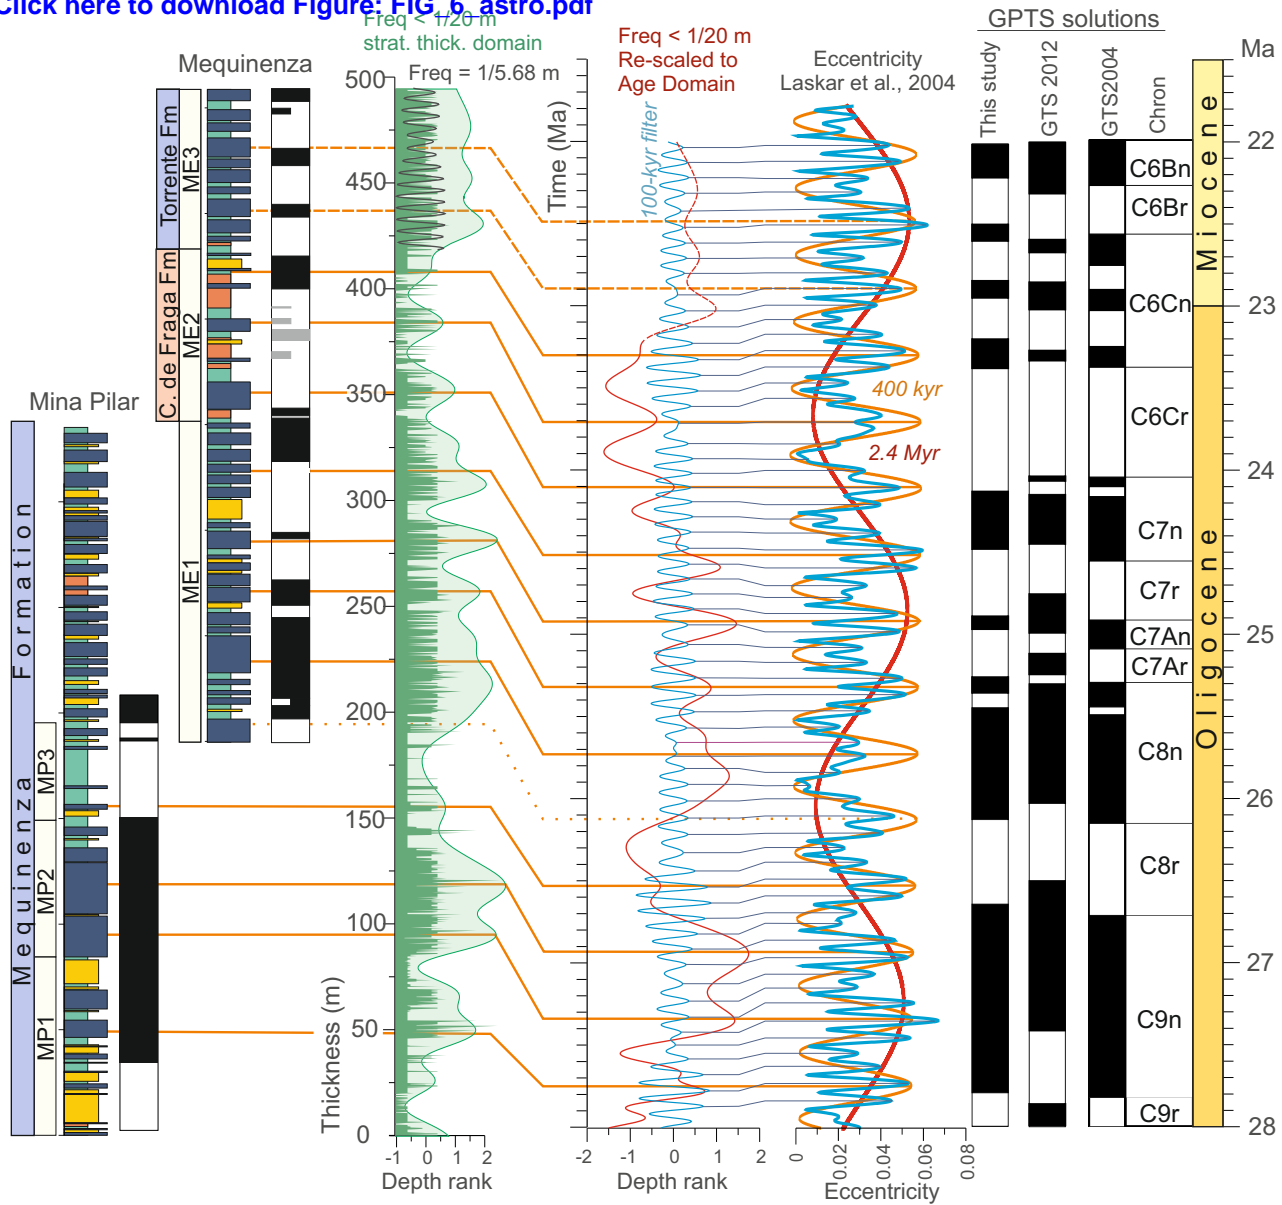 Click here to download Figure: FIG_6_astro.pdf
Freq < 1/20 m
strat. thick. domain
Freq = 1/5.68 m
Freq < 1/20 m
Re-scaled to
Age Domain
Eccentricity
Laskar et al., 2004
GPTS solutions
This study
GTS 2012
GTS2004
Chron
Ma
Mequinenza
Mina Pilar
Torrente Fm
C. de Fraga Fm
ME3
ME2
ME1
Mequinenza Formation
MP3
MP2
MP1
Thickness (m)
500
450
400
350
300
250
200
150
100
50
0
-1 0 1 2
Depth rank
Time (Ma)
100-kyr filter
-2 -1 0 1 2
Depth rank
400 kyr
2.4 Myr
0 0.02 0.04 0.06 0.08
Eccentricity
C6Bn
C6Br
C6Cn
C6Cr
C7n
C7r
C7An
C7Ar
C8n
C8r
C9n
C9r
Miocene
Oligocene
22
23
24
25
26
27
28